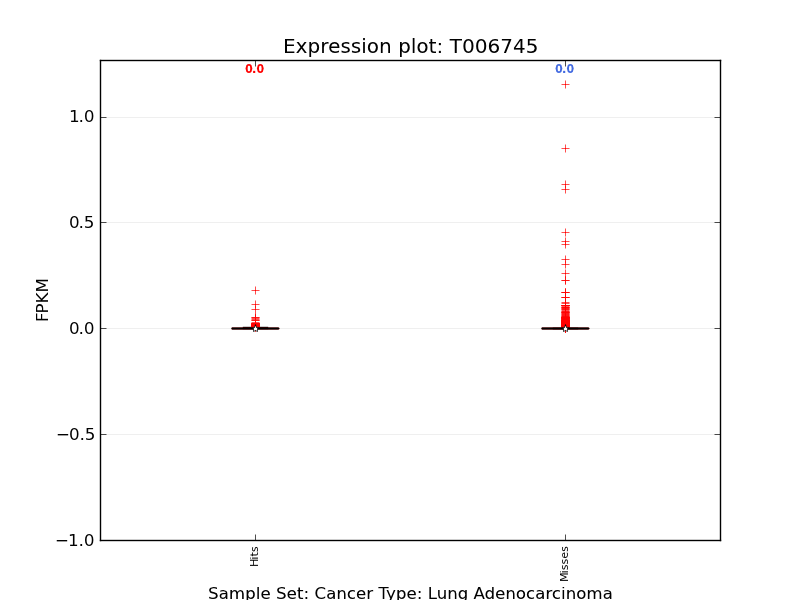 Expression plot: T006745
0.0 0.0
1.0
0.5
FPKM
0.0
−0.5
−1.0
Hits
Misses
Sample Set: Cancer Type: Lung Adenocarcinoma